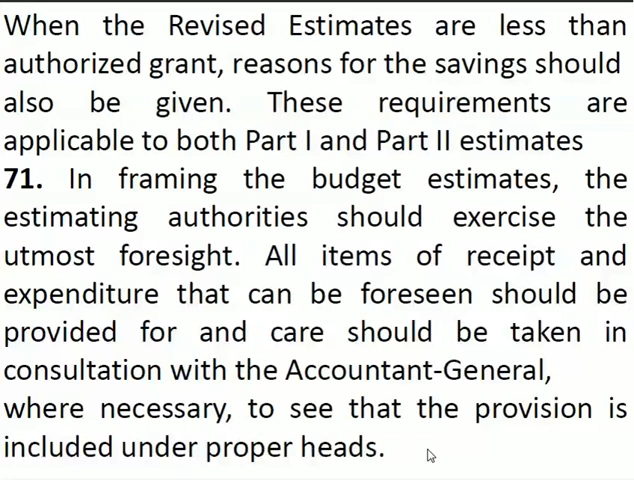 When the Revised Estimates are less than
authorized grant, reasons for the savings should
also be given. These requirements are
applicable to both Part I and Part II estimates
71. In framing the budget estimates, the
estimating authorities should exercise the
utmost foresight. All items of receipt and
expenditure that can be foreseen should be
provided for and care should be taken in
consultation with the Accountant-General,
where necessary, to see that the provision is
included under proper heads.